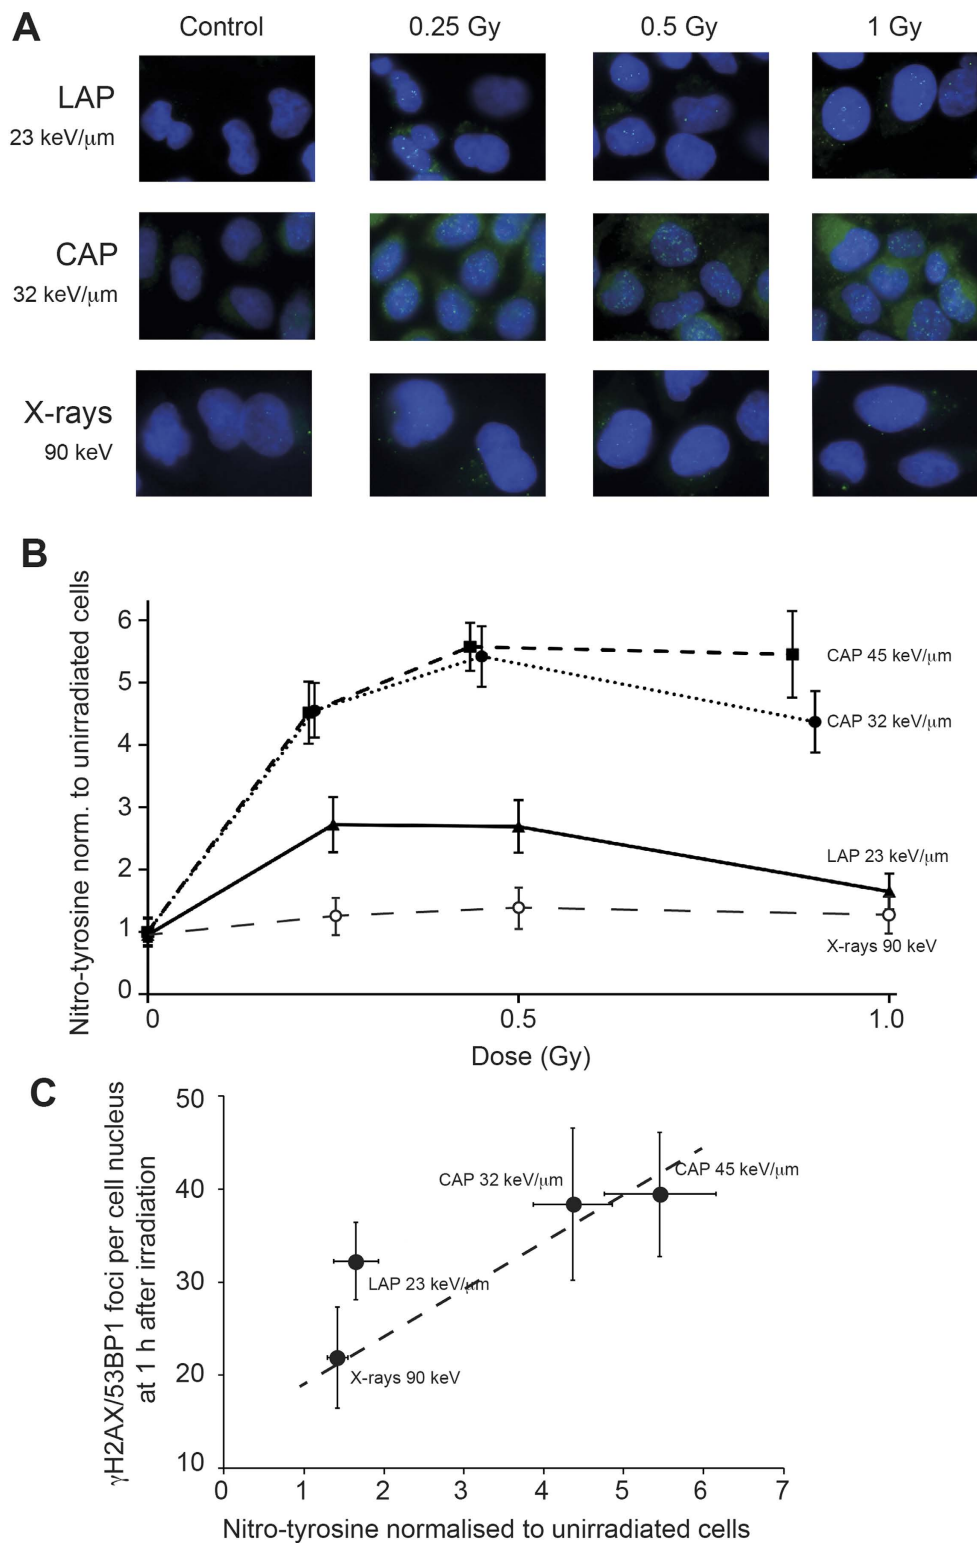 A
Control 0.25 Gy 0.5 Gy 1 Gy
LAP
23 keV/μm
CAP
32 keV/μm
X-rays
90 keV
B
Nitro-tyrosine norm. to unirradiated cells
6
5
4
3
2
1
0
CAP 45 keV/μm
CAP 32 keV/μm
LAP 23 keV/μm
X-rays 90 keV
0 0.5 1.0
Dose (Gy)
C
γH2AX/53BP1 foci per cell nucleus
at 1 h after irradiation
50
40
30
20
10
CAP 32 keV/μm
CAP 45 keV/μm
LAP 23 keV/μm
X-rays 90 keV
0 1 2 3 4 5 6 7
Nitro-tyrosine normalised to unirradiated cells